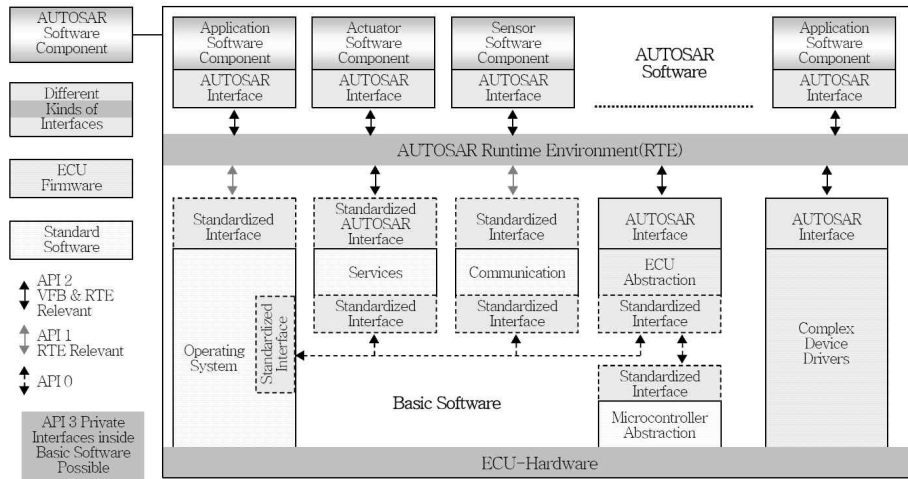 AUTOSAR
Software
Component
Different
Kinds of
Interfaces
ECU
Firmware
Standard
Software
API 2
VFB & RTE
Relevant
API 1
RTE Relevant
API 0
API 3 Private
Interfaces inside
Basic Software
Possible
Application
Software
Component
AUTOSAR
Interface
Actuator
Software
Component
AUTOSAR
Interface
Sensor
Software
Component
AUTOSAR
Interface
AUTOSAR
Software
Application
Software
Component
AUTOSAR
Interface
AUTOSAR Runtime Environment(RTE)
Standardized
Interface
Operating
System
Standardized
Interface
Standardized
AUTOSAR
Interface
Services
Standardized
Interface
Standardized
Interface
Communication
Standardized
Interface
AUTOSAR
Interface
ECU
Abstraction
Standardized
Interface
Standardized
Interface
Microcontroller
Abstraction
AUTOSAR
Interface
Complex
Device
Drivers
Basic Software
ECU-Hardware